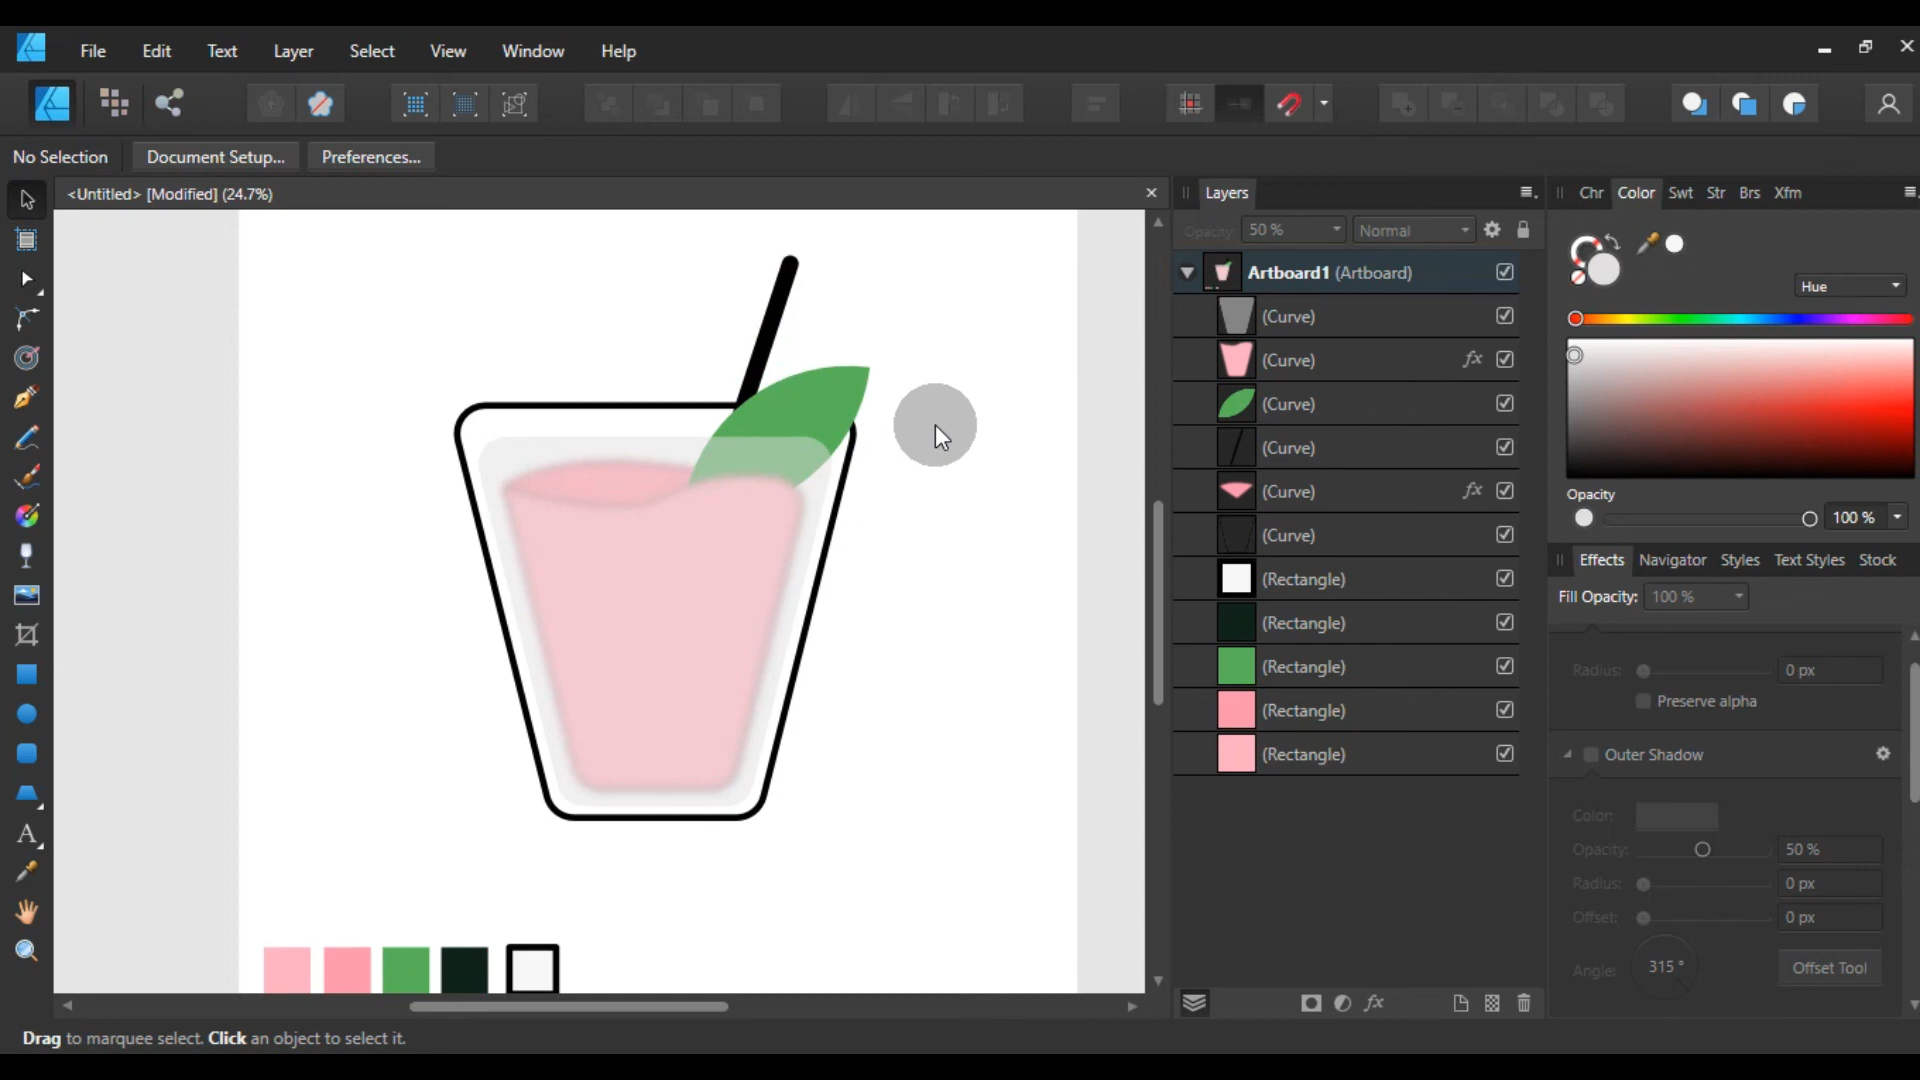 File Edit Text Layer Select View Window Help
No Selection Document Setup... Preferences...
<Untitled> [Modified] (24.7%)
Layers
Opacity: 50 % Normal
Artboard1 (Artboard)
(Curve)
(Curve) fx
(Curve)
(Curve)
(Curve) fx
(Curve)
(Rectangle)
(Rectangle)
(Rectangle)
(Rectangle)
(Rectangle)
fx
Chr Color Swt Str Brs Xfm
Hue
Opacity
100 %
Effects Navigator Styles Text Styles Stock
Fill Opacity: 100 %
Radius: 0 px
Preserve alpha
Outer Shadow
Color:
Opacity: 50 %
Radius: 0 px
Offset: 0 px
Angle: 315 ° Offset Tool
A
Drag to marquee select. Click an object to select it.